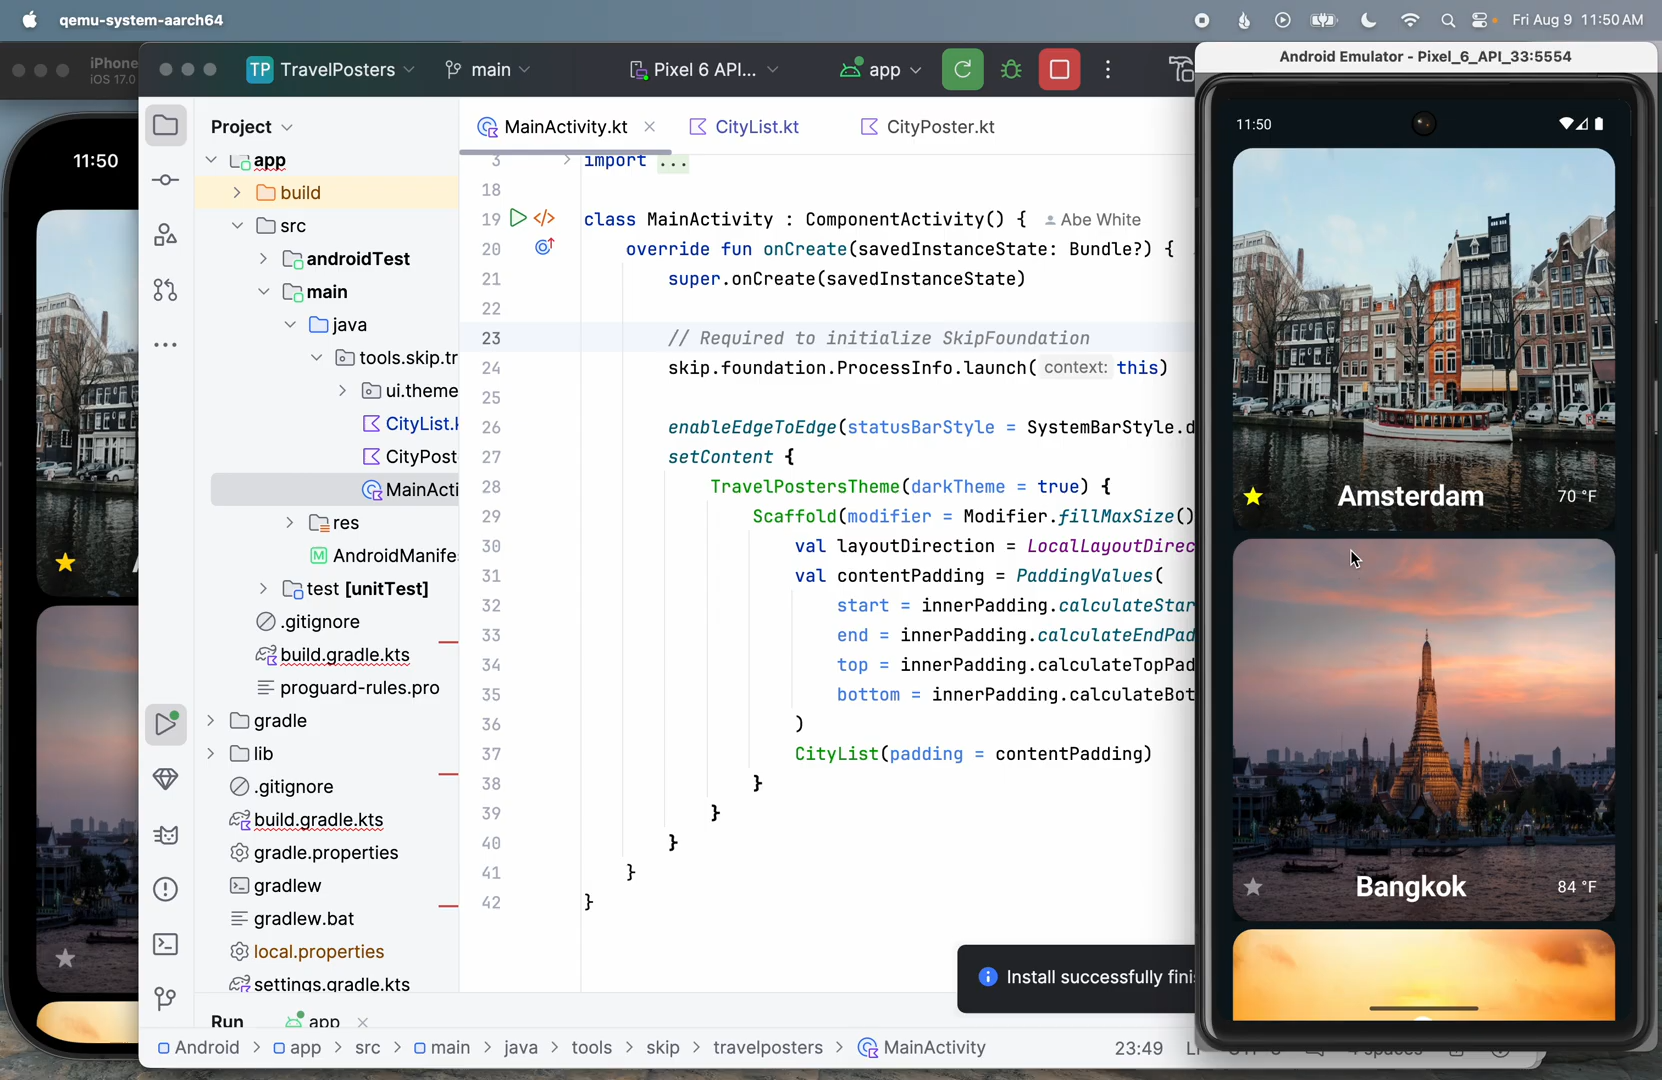 qemu-system-aarch64
Fri Aug 9 11:50 AM
iPhone
iOS 17.0
TP TravelPosters
main
Pixel 6 API...
app
Android Emulator - Pixel_6_API_33:5554
11:50
Project
app
build
src
androidTest
main
java
tools.skip.tr
ui.theme
CityList.k
CityPost
MainActi
res
AndroidManife
test [unitTest]
.gitignore
build.gradle.kts
proguard-rules.pro
gradle
lib
.gitignore
build.gradle.kts
gradle.properties
gradlew
gradlew.bat
local.properties
settings.gradle.kts
MainActivity.kt
CityList.kt
CityPoster.kt
3 import ...
18
19 class MainActivity : ComponentActivity() { Abe White
20 override fun onCreate(savedInstanceState: Bundle?) {
21 super.onCreate(savedInstanceState)
22
23 // Required to initialize SkipFoundation
24 skip.foundation.ProcessInfo.launch( context: this)
25
26 enableEdgeToEdge(statusBarStyle = SystemBarStyle.d
27 setContent {
28 TravelPostersTheme(darkTheme = true) {
29 Scaffold(modifier = Modifier.fillMaxSize()
30 val layoutDirection = LocalLayoutDirec
31 val contentPadding = PaddingValues(
32 start = innerPadding.calculateStar
33 end = innerPadding.calculateEndPad
34 top = innerPadding.calculateTopPad
35 bottom = innerPadding.calculateBot
36 )
37 CityList(padding = contentPadding)
38 }
39 }
40 }
41 }
42 }
Install successfully fini
Run app
Android > app > src > main > java > tools > skip > travelposters > MainActivity
23:49
11:50
Amsterdam
70 °F
Bangkok
84 °F